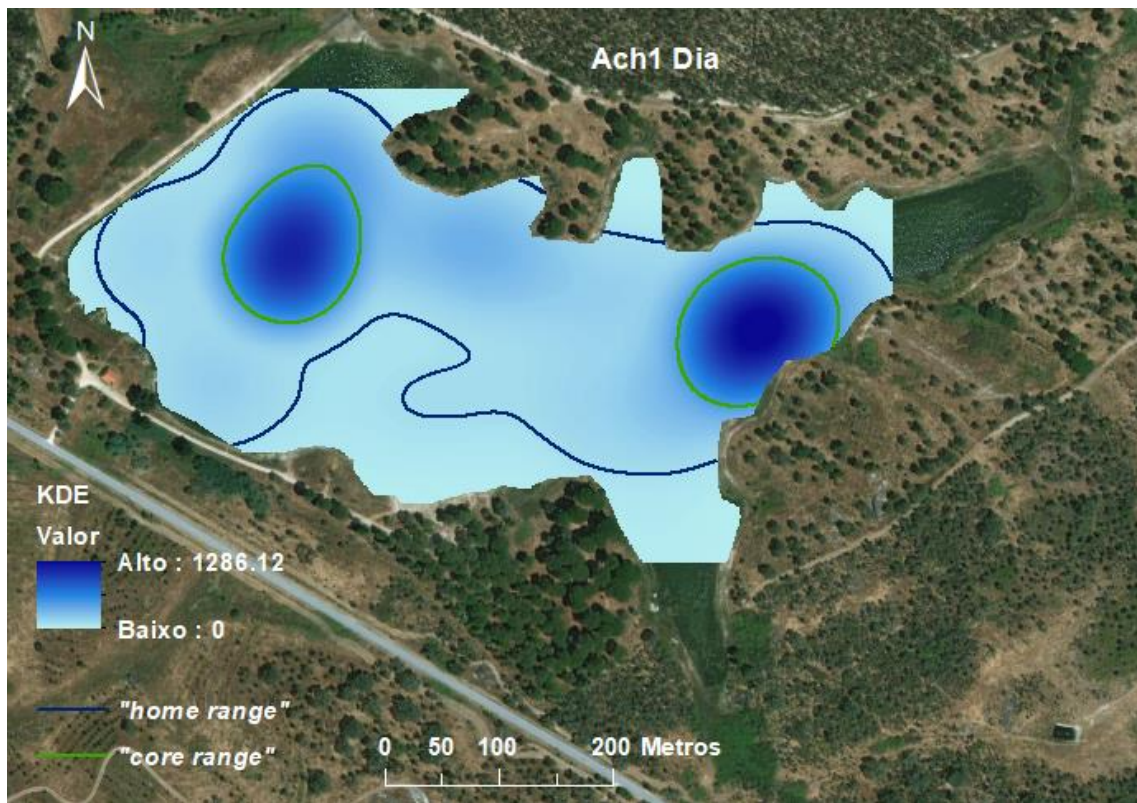 N
Ach1 Dia
KDE
Valor
Alto : 1286.12
Baixo : 0
"home range"
"core range"
0 50 100 200 Metros